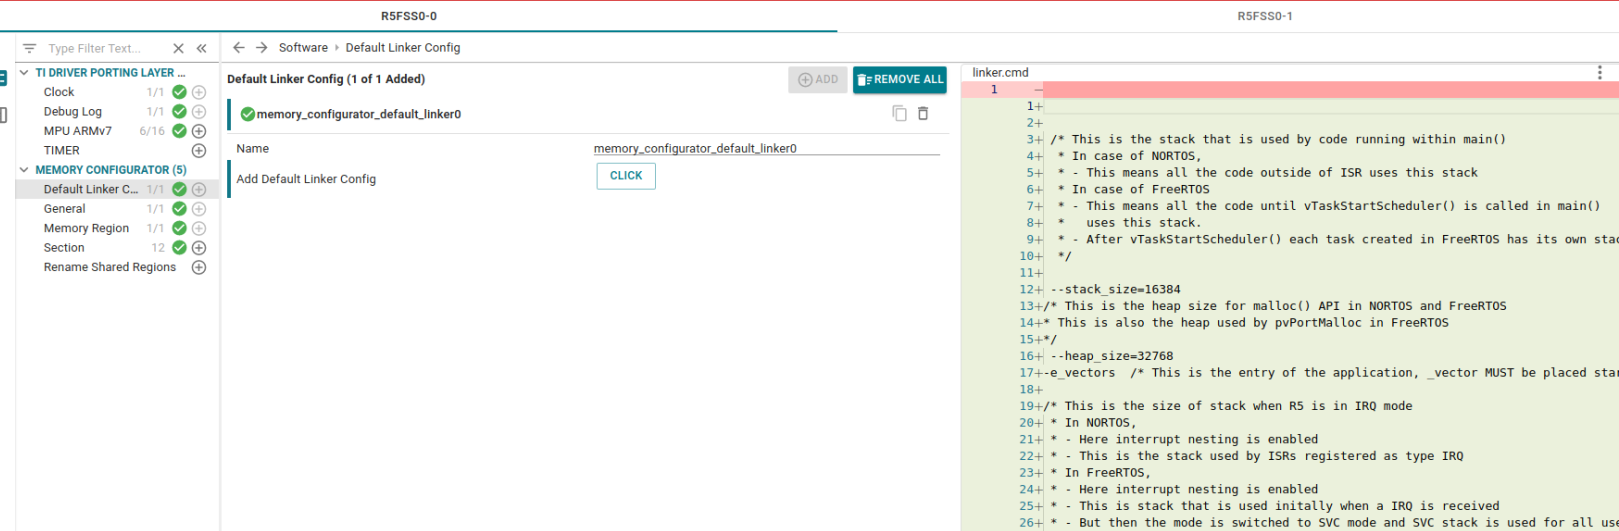 R5FSS0-0
R5FSS0-1
Type Filter Text...
TI DRIVER PORTING LAYER ...
Clock 1/1
Debug Log 1/1
MPU ARMv7 6/16
TIMER
MEMORY CONFIGURATOR (5)
Default Linker C... 1/1
General 1/1
Memory Region 1/1
Section 12
Rename Shared Regions
Software › Default Linker Config
Default Linker Config (1 of 1 Added)
ADD
REMOVE ALL
memory_configurator_default_linker0
Name memory_configurator_default_linker0
Add Default Linker Config CLICK
linker.cmd
1 −
1+
2+
3+ /* This is the stack that is used by code running within main()
4+ * In case of NORTOS,
5+ * - This means all the code outside of ISR uses this stack
6+ * In case of FreeRTOS
7+ * - This means all the code until vTaskStartScheduler() is called in main()
8+ * uses this stack.
9+ * - After vTaskStartScheduler() each task created in FreeRTOS has its own stac
10+ */
11+
12+ --stack_size=16384
13+/* This is the heap size for malloc() API in NORTOS and FreeRTOS
14+* This is also the heap used by pvPortMalloc in FreeRTOS
15+*/
16+ --heap_size=32768
17+-e_vectors /* This is the entry of the application, _vector MUST be placed star
18+
19+/* This is the size of stack when R5 is in IRQ mode
20+ * In NORTOS,
21+ * - Here interrupt nesting is enabled
22+ * - This is the stack used by ISRs registered as type IRQ
23+ * In FreeRTOS,
24+ * - Here interrupt nesting is enabled
25+ * - This is stack that is used initally when a IRQ is received
26+ * - But then the mode is switched to SVC mode and SVC stack is used for all use